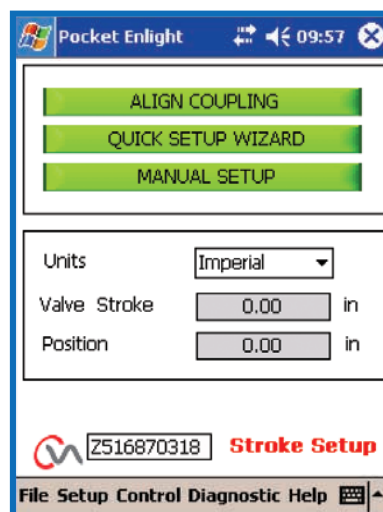 Pocket Enlight 09:57
ALIGN COUPLING
QUICK SETUP WIZARD
MANUAL SETUP
Units Imperial
Valve Stroke 0.00 in
Position 0.00 in
Z516870318 Stroke Setup
File Setup Control Diagnostic Help